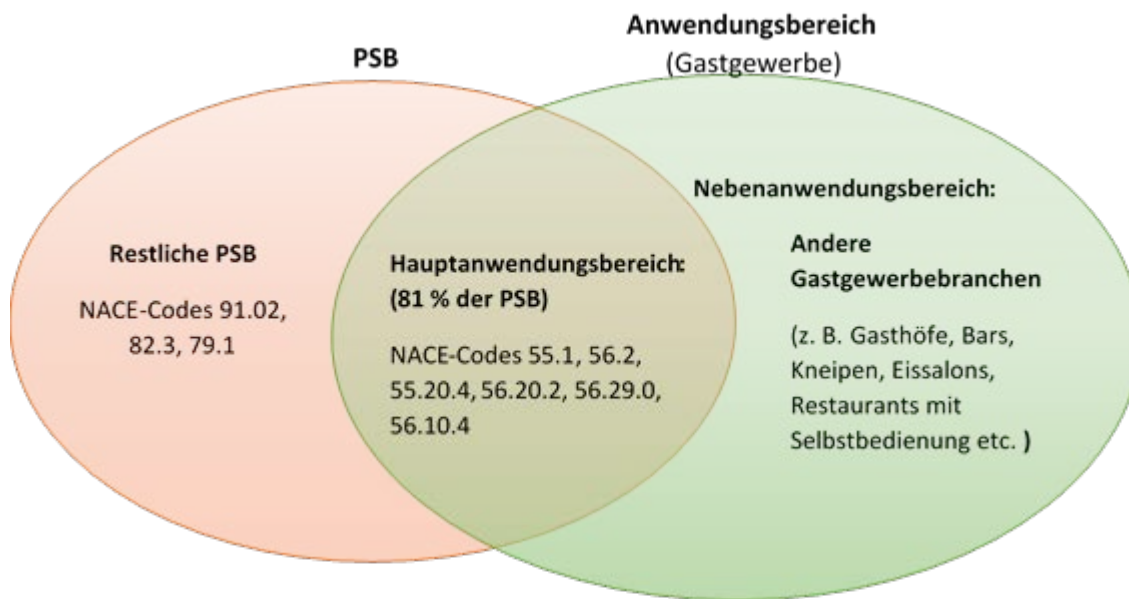 PSB
Anwendungsbereich
(Gastgewerbe)
Restliche PSB
NACE-Codes 91.02,
82.3, 79.1
Hauptanwendungsbereich:
(81 % der PSB)
NACE-Codes 55.1, 56.2,
55.20.4, 56.20.2, 56.29.0,
56.10.4
Nebenanwendungsbereich:
Andere
Gastgewerbebranchen
(z. B. Gasthöfe, Bars,
Kneipen, Eissalons,
Restaurants mit
Selbstbedienung etc. )